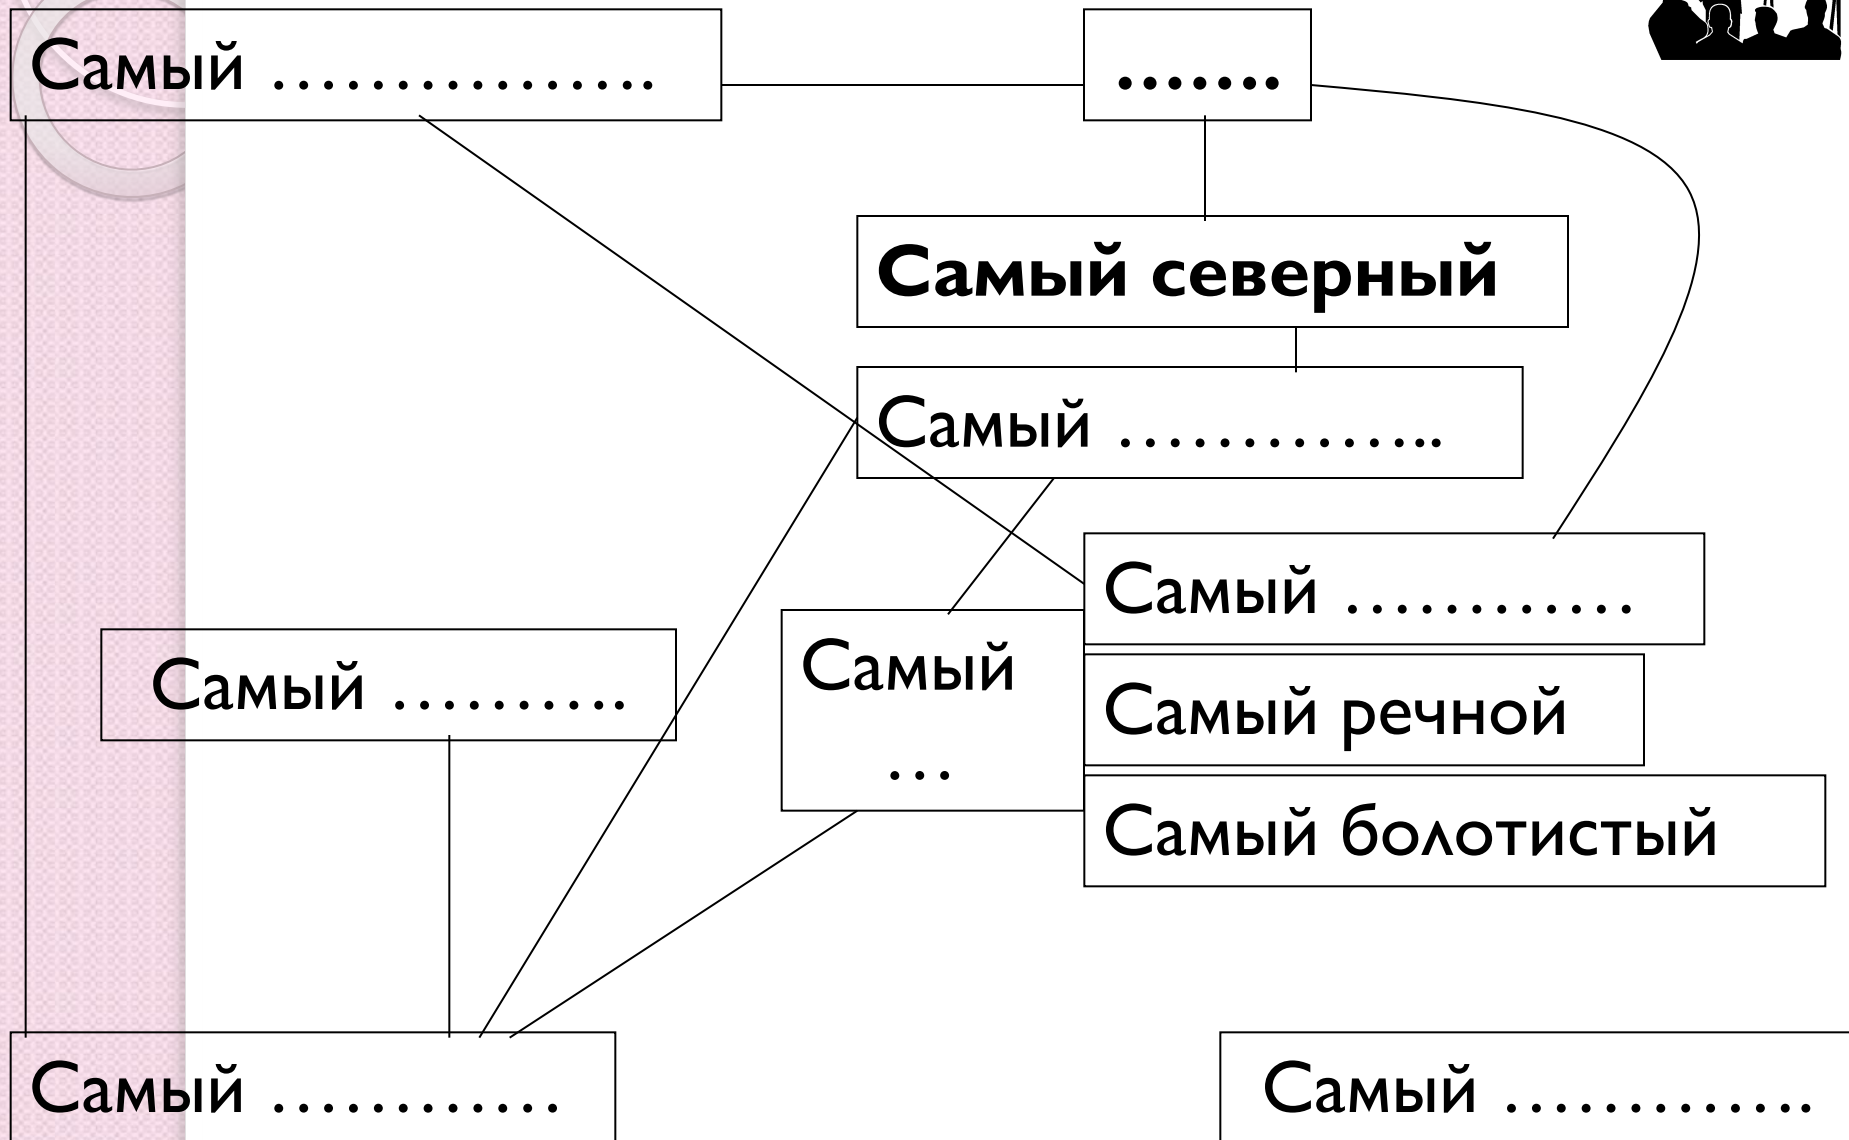 Самый …………….
…….
Самый северный
Самый …………..
Самый …………
Самый
…
Самый ……….
Самый речной
Самый болотистый
Самый …………
Самый ………….